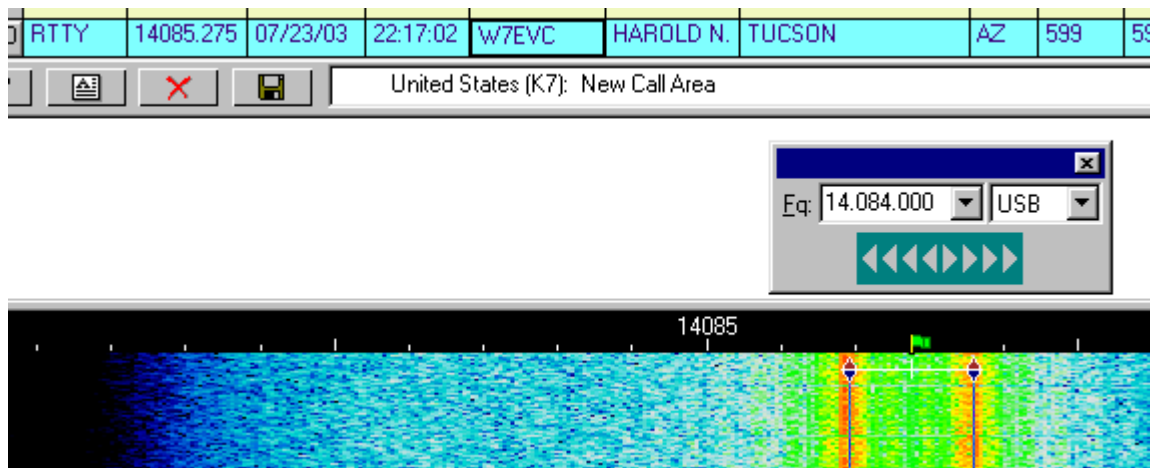 RTTY 14085.275 07/23/03 22:17:02 W7EVC HAROLD N. TUCSON AZ 599
United States (K7): New Call Area
Fq: 14.084.000 USB
14085